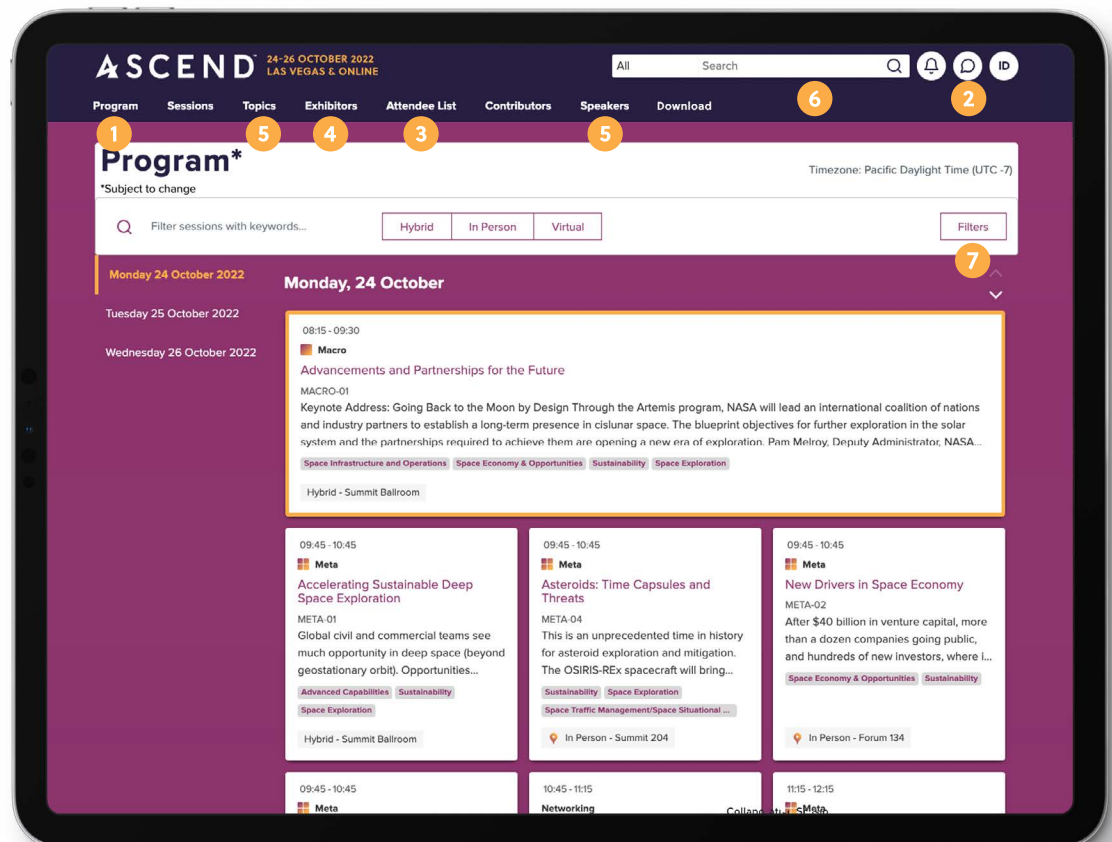 ASCEND™ 24-26 OCTOBER 2022
LAS VEGAS & ONLINE
All Search ID
Program Sessions Topics Exhibitors Attendee List Contributors Speakers Download
6 2
1 5 4 3 5
Program*
*Subject to change
Timezone: Pacific Daylight Time (UTC -7)
Filter sessions with keywords... Hybrid In Person Virtual Filters
7
Monday 24 October 2022
Tuesday 25 October 2022
Wednesday 26 October 2022
Monday, 24 October
08:15 - 09:30
Macro
Advancements and Partnerships for the Future
MACRO-01
Keynote Address: Going Back to the Moon by Design Through the Artemis program, NASA will lead an international coalition of nations
and industry partners to establish a long-term presence in cislunar space. The blueprint objectives for further exploration in the solar
system and the partnerships required to achieve them are opening a new era of exploration. Pam Melroy, Deputy Administrator, NASA...
Space Infrastructure and Operations Space Economy & Opportunities Sustainability Space Exploration
Hybrid - Summit Ballroom
09:45 - 10:45
Meta
Accelerating Sustainable Deep
Space Exploration
META-01
Global civil and commercial teams see
much opportunity in deep space (beyond
geostationary orbit). Opportunities...
Advanced Capabilities Sustainability
Space Exploration
Hybrid - Summit Ballroom
09:45 - 10:45
Meta
Asteroids: Time Capsules and
Threats
META-04
This is an unprecedented time in history
for asteroid exploration and mitigation.
The OSIRIS-REx spacecraft will bring...
Sustainability Space Exploration
Space Traffic Management/Space Situational ...
In Person - Summit 204
09:45 - 10:45
Meta
New Drivers in Space Economy
META-02
After $40 billion in venture capital, more
than a dozen companies going public,
and hundreds of new investors, where i...
Space Economy & Opportunities Sustainability
In Person - Forum 134
09:45 - 10:45
Meta
10:45 - 11:15
Networking
11:15 - 12:15
Meta